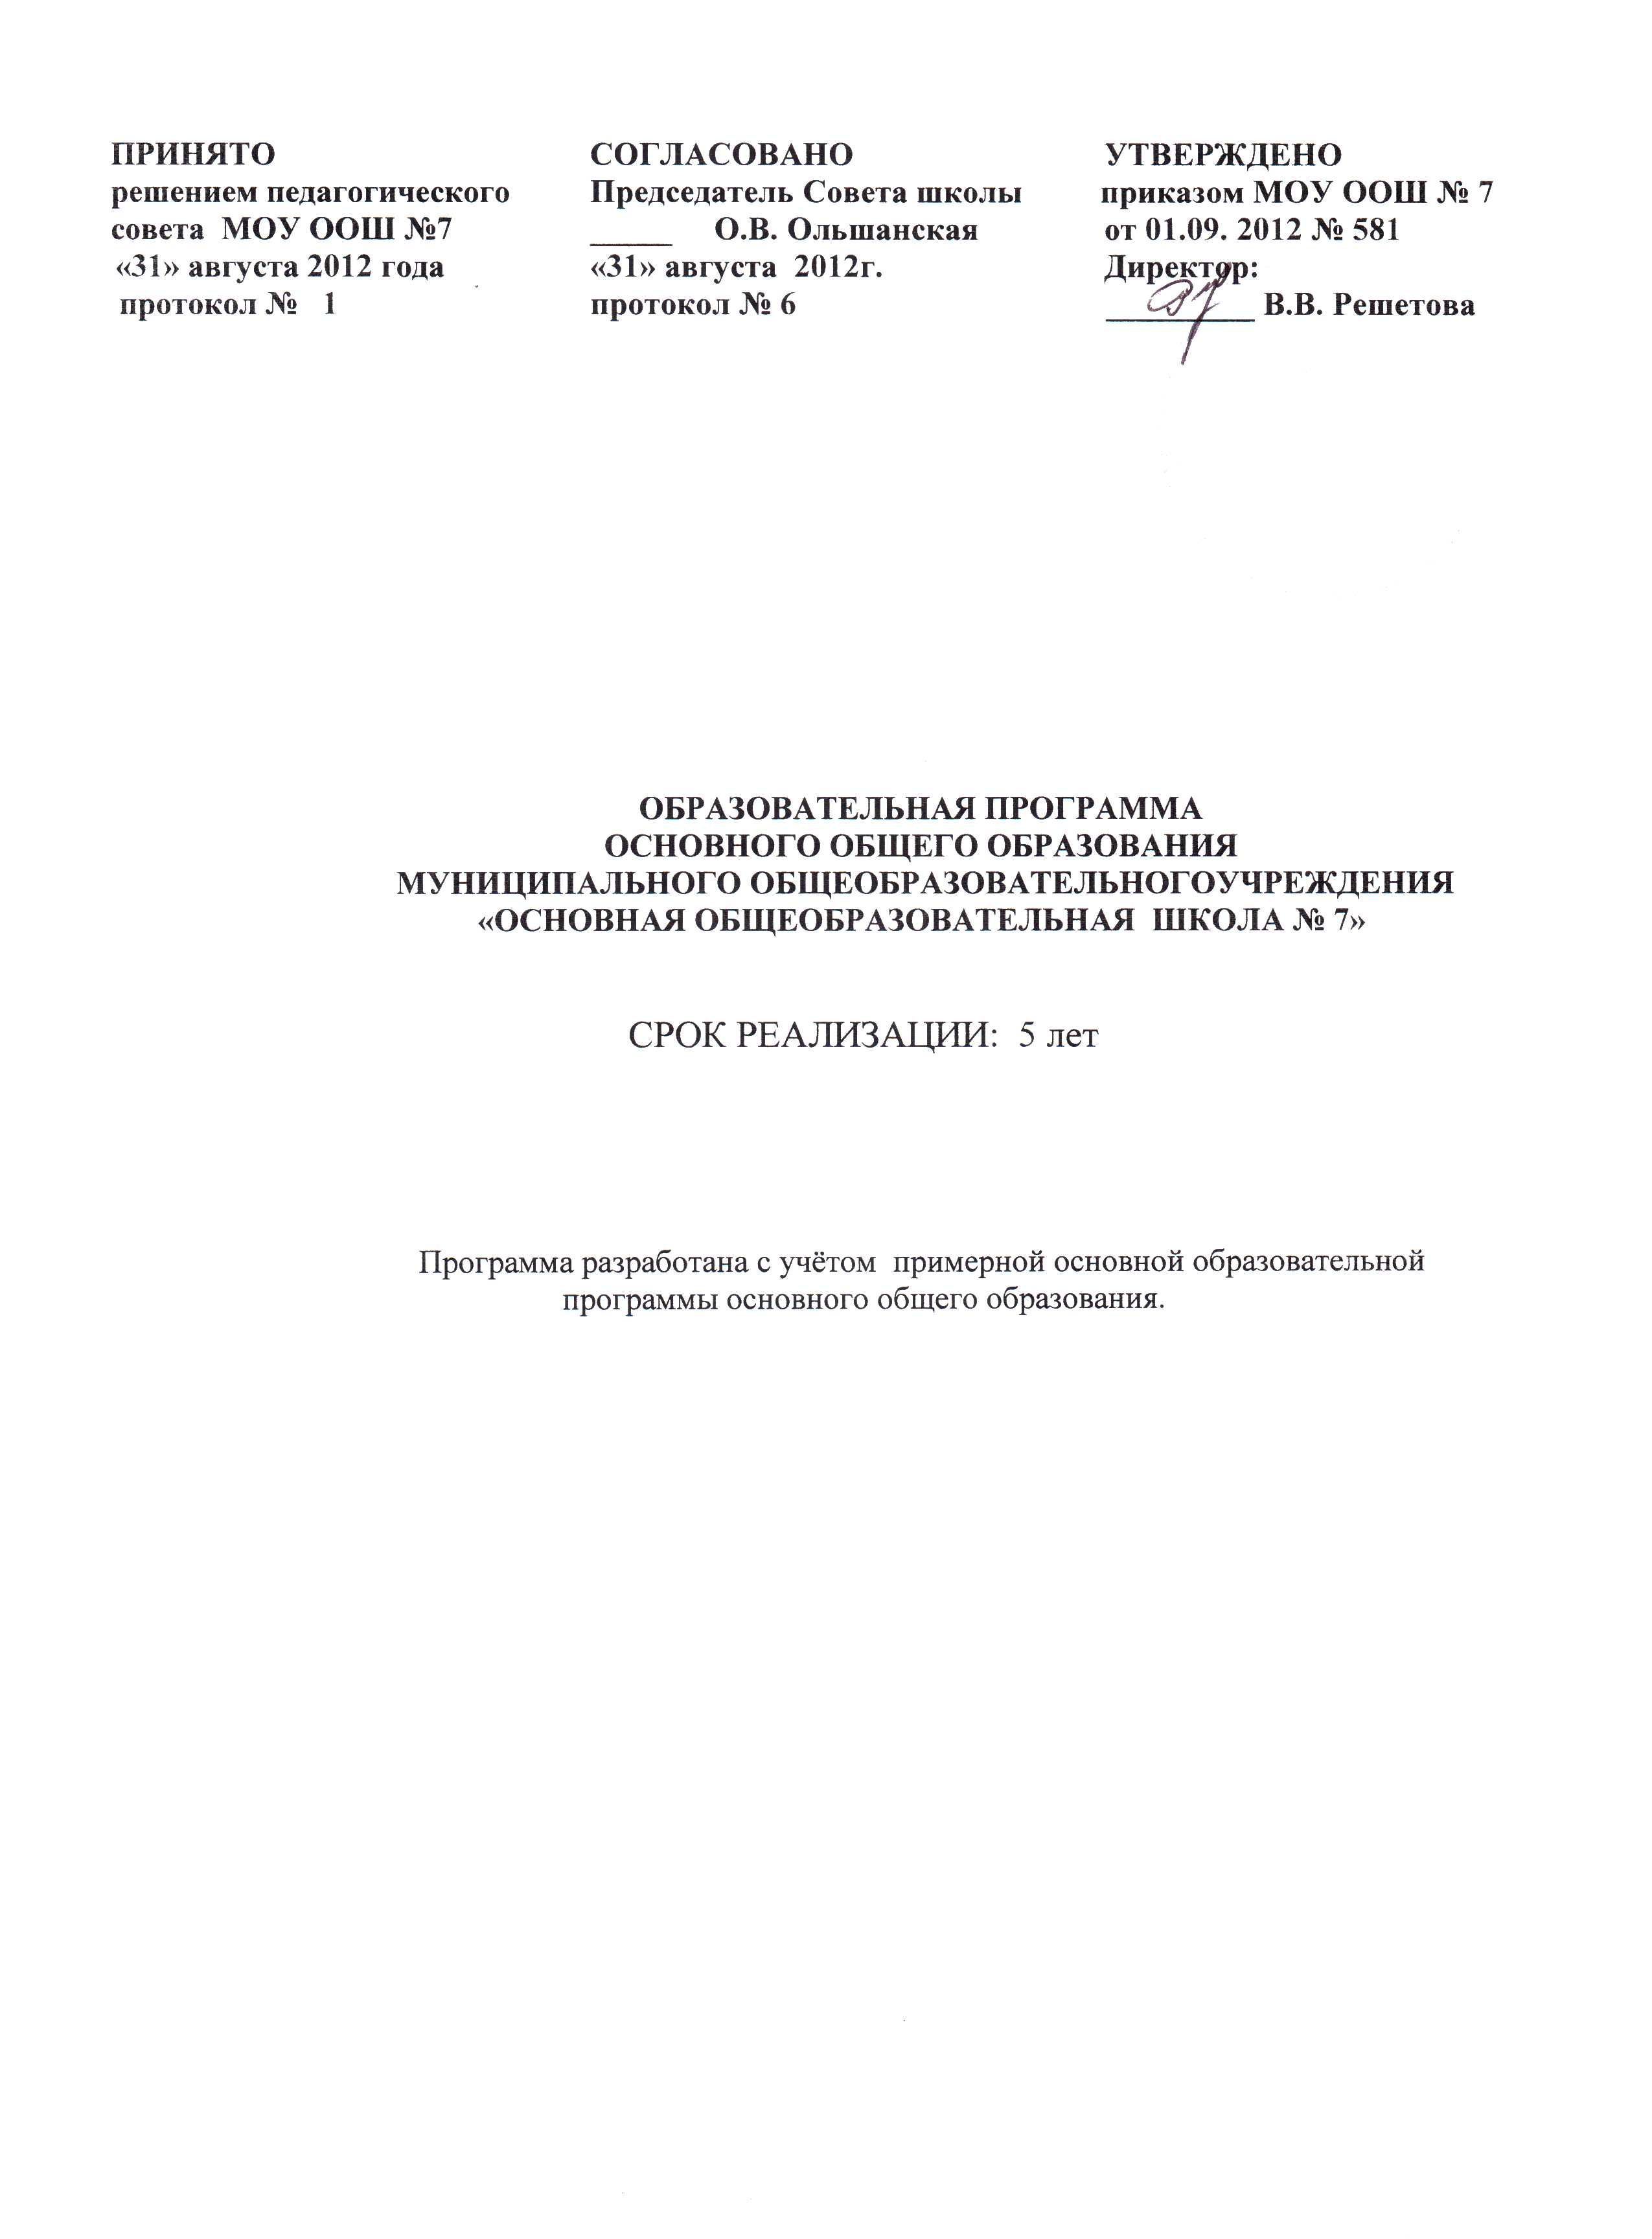 ПРИНЯТО
решением педагогического
совета МОУ ООШ №7
«31» августа 2012 года
протокол № 1
СОГЛАСОВАНО
Председатель Совета школы
_____ О.В. Ольшанская
«31» августа 2012г.
протокол № 6
УТВЕРЖДЕНО
приказом МОУ ООШ № 7
от 01.09. 2012 № 581
Директор:
_________ В.В. Решетова
ОБРАЗОВАТЕЛЬНАЯ ПРОГРАММА
ОСНОВНОГО ОБЩЕГО ОБРАЗОВАНИЯ
МУНИЦИПАЛЬНОГО ОБЩЕОБРАЗОВАТЕЛЬНОГОУЧРЕЖДЕНИЯ
«ОСНОВНАЯ ОБЩЕОБРАЗОВАТЕЛЬНАЯ ШКОЛА № 7»
СРОК РЕАЛИЗАЦИИ: 5 лет
Программа разработана с учётом примерной основной образовательной
программы основного общего образования.